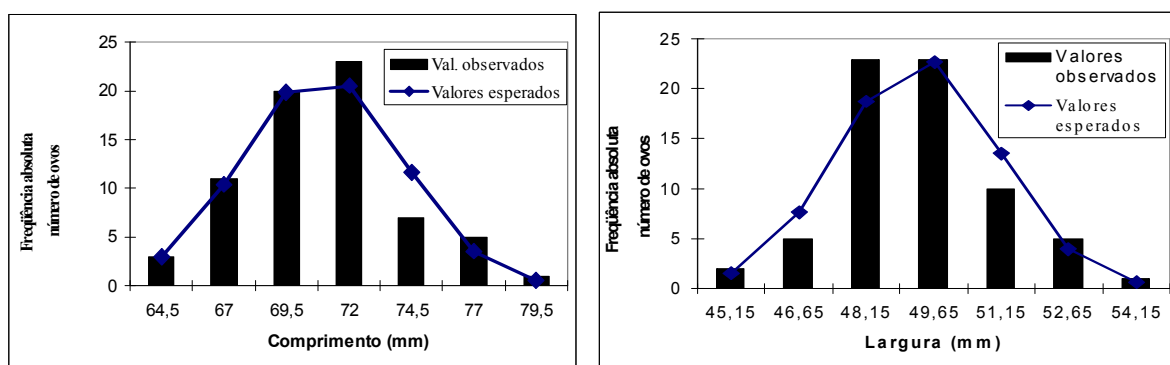 25
20
15
10
5
0
Freqüência absoluta
número de ovos
Val. observados
Valores esperados
64,5 67 69,5 72 74,5 77 79,5
Comprimento (mm)
25
20
15
10
5
0
Freqüência absoluta
número de ovos
Valores
observados
Valores
esperados
45,15 46,65 48,15 49,65 51,15 52,65 54,15
Largura (mm)